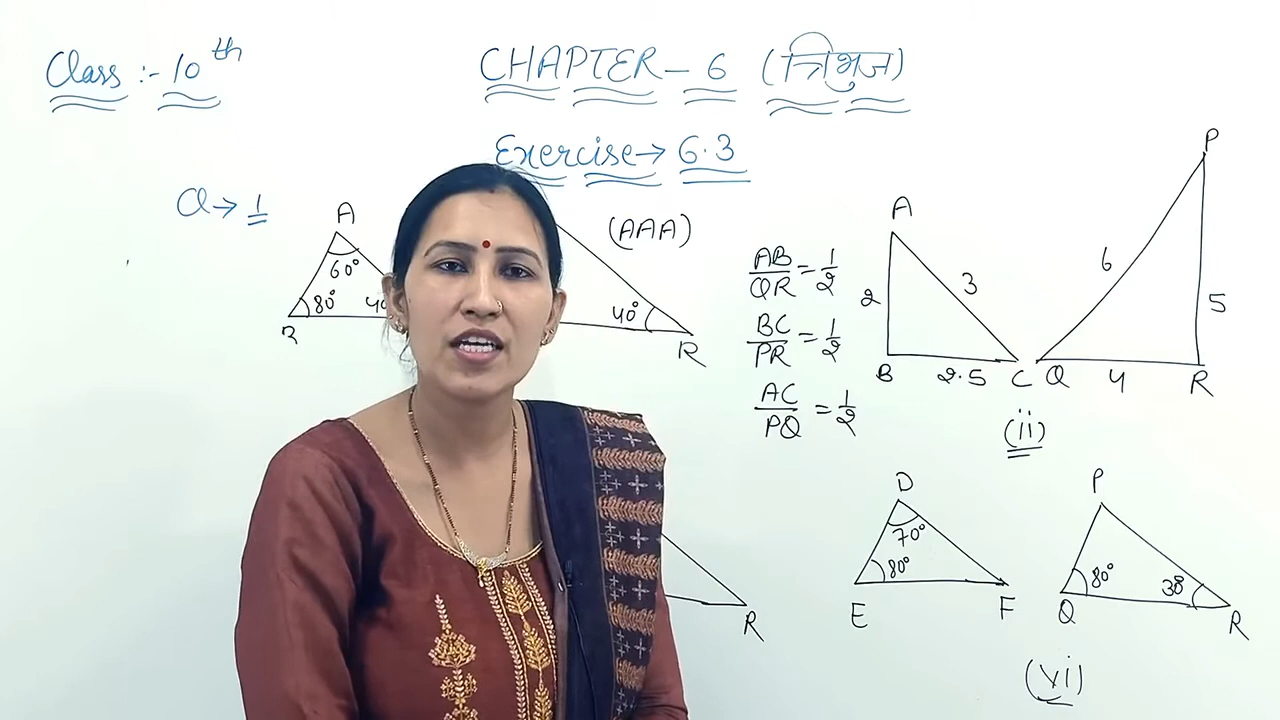 Class :- 10th
CHAPTER - 6 (त्रिभुज)
Exercise → 6.3
Q → 1
A
60°
80°
B
(AAA)
40°
R
AB/QR = 1/2
BC/PR = 1/2
AC/PQ = 1/2
A
2
3
B
2.5
C
P
6
5
Q
4
R
(ii)
R
D
70°
80°
E
F
P
80°
38°
Q
R
(vi)